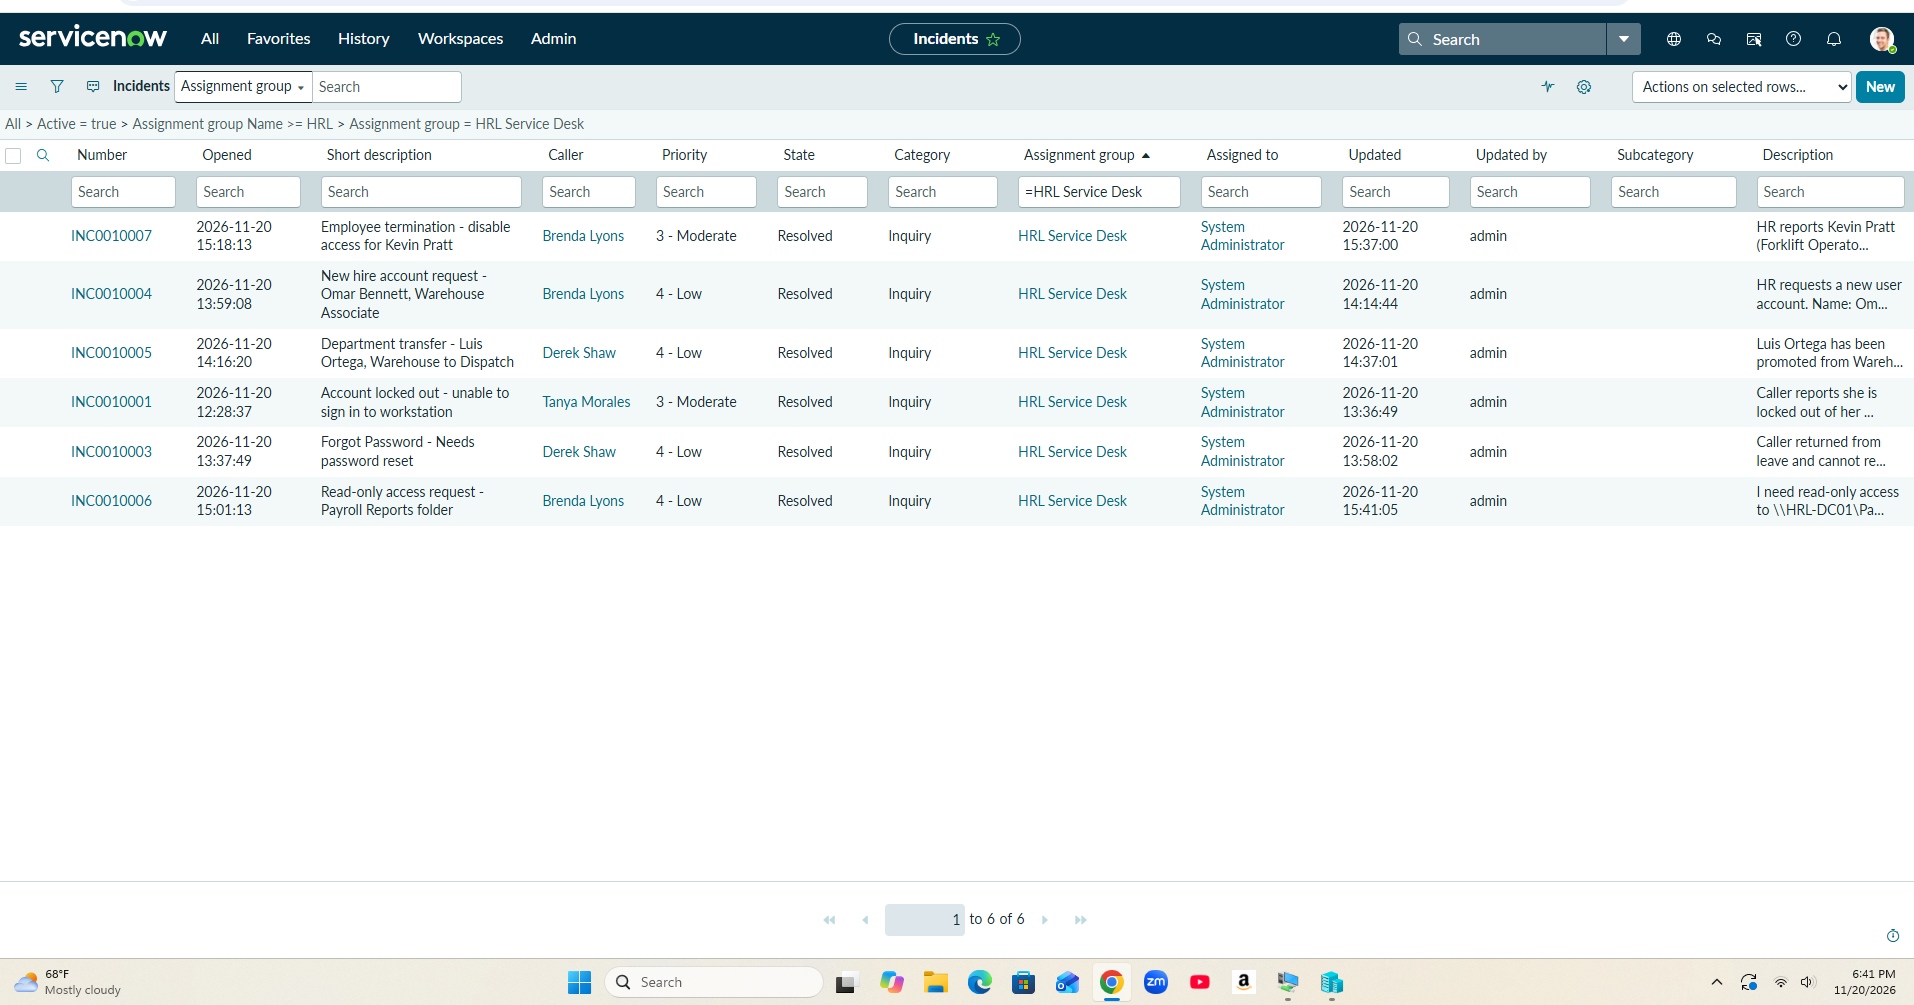 servicenow
All Favorites History Workspaces Admin
Incidents
Search
Incidents Assignment group Search
Actions on selected rows... New
All > Active = true > Assignment group Name >= HRL > Assignment group = HRL Service Desk
Number Opened Short description Caller Priority State Category Assignment group Assigned to Updated Updated by Subcategory Description
Search Search Search Search Search Search Search =HRL Service Desk Search Search Search Search Search
INC0010007
2026-11-20
15:18:13
Employee termination - disable
access for Kevin Pratt
Brenda Lyons
3 - Moderate
Resolved
Inquiry
HRL Service Desk
System
Administrator
2026-11-20
15:37:00
admin
HR reports Kevin Pratt
(Forklift Operato...
INC0010004
2026-11-20
13:59:08
New hire account request -
Omar Bennett, Warehouse
Associate
Brenda Lyons
4 - Low
Resolved
Inquiry
HRL Service Desk
System
Administrator
2026-11-20
14:14:44
admin
HR requests a new user
account. Name: Om...
INC0010005
2026-11-20
14:16:20
Department transfer - Luis
Ortega, Warehouse to Dispatch
Derek Shaw
4 - Low
Resolved
Inquiry
HRL Service Desk
System
Administrator
2026-11-20
14:37:01
admin
Luis Ortega has been
promoted from Wareh...
INC0010001
2026-11-20
12:28:37
Account locked out - unable to
sign in to workstation
Tanya Morales
3 - Moderate
Resolved
Inquiry
HRL Service Desk
System
Administrator
2026-11-20
13:36:49
admin
Caller reports she is
locked out of her ...
INC0010003
2026-11-20
13:37:49
Forgot Password - Needs
password reset
Derek Shaw
4 - Low
Resolved
Inquiry
HRL Service Desk
System
Administrator
2026-11-20
13:58:02
admin
Caller returned from
leave and cannot re...
INC0010006
2026-11-20
15:01:13
Read-only access request -
Payroll Reports folder
Brenda Lyons
4 - Low
Resolved
Inquiry
HRL Service Desk
System
Administrator
2026-11-20
15:41:05
admin
I need read-only access
to \\HRL-DC01\Pa...
1 to 6 of 6
68°F
Mostly cloudy
Search
zm
a
6:41 PM
11/20/2026